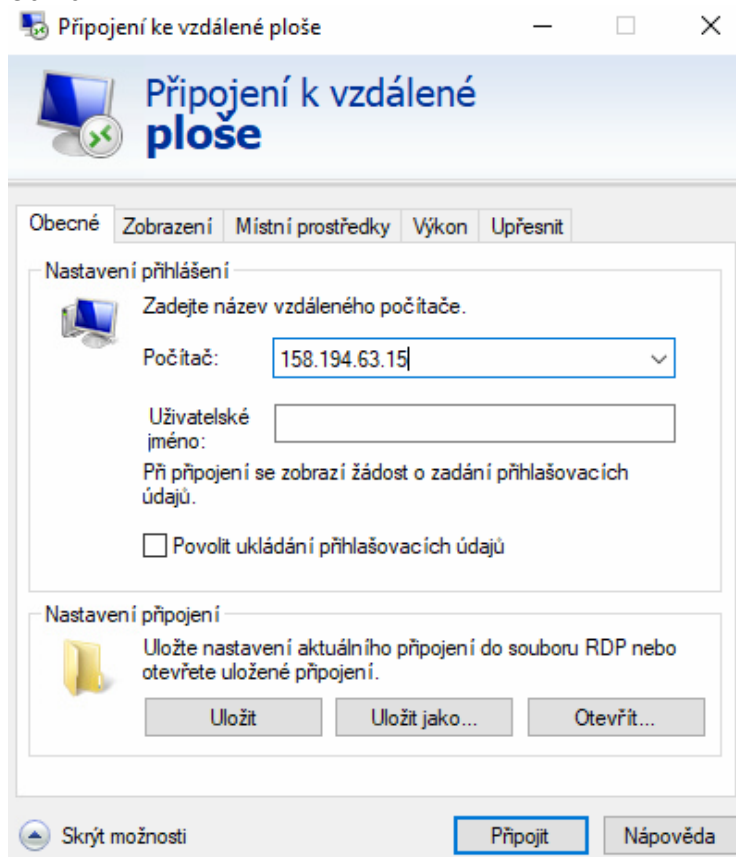 Připojení ke vzdálené ploše
Připojení k vzdálené
ploše
Obecné Zobrazení Místní prostředky Výkon Upřesnit
Nastavení přihlášení
Zadejte název vzdáleného počítače.
Počítač: 158.194.63.15
Uživatelské
jméno:
Při připojení se zobrazí žádost o zadání přihlašovacích
údajů.
Povolit ukládání přihlašovacích údajů
Nastavení připojení
Uložte nastavení aktuálního připojení do souboru RDP nebo
otevřete uložené připojení.
Uložit Uložit jako... Otevřít...
Skrýt možnosti Připojit Nápověda